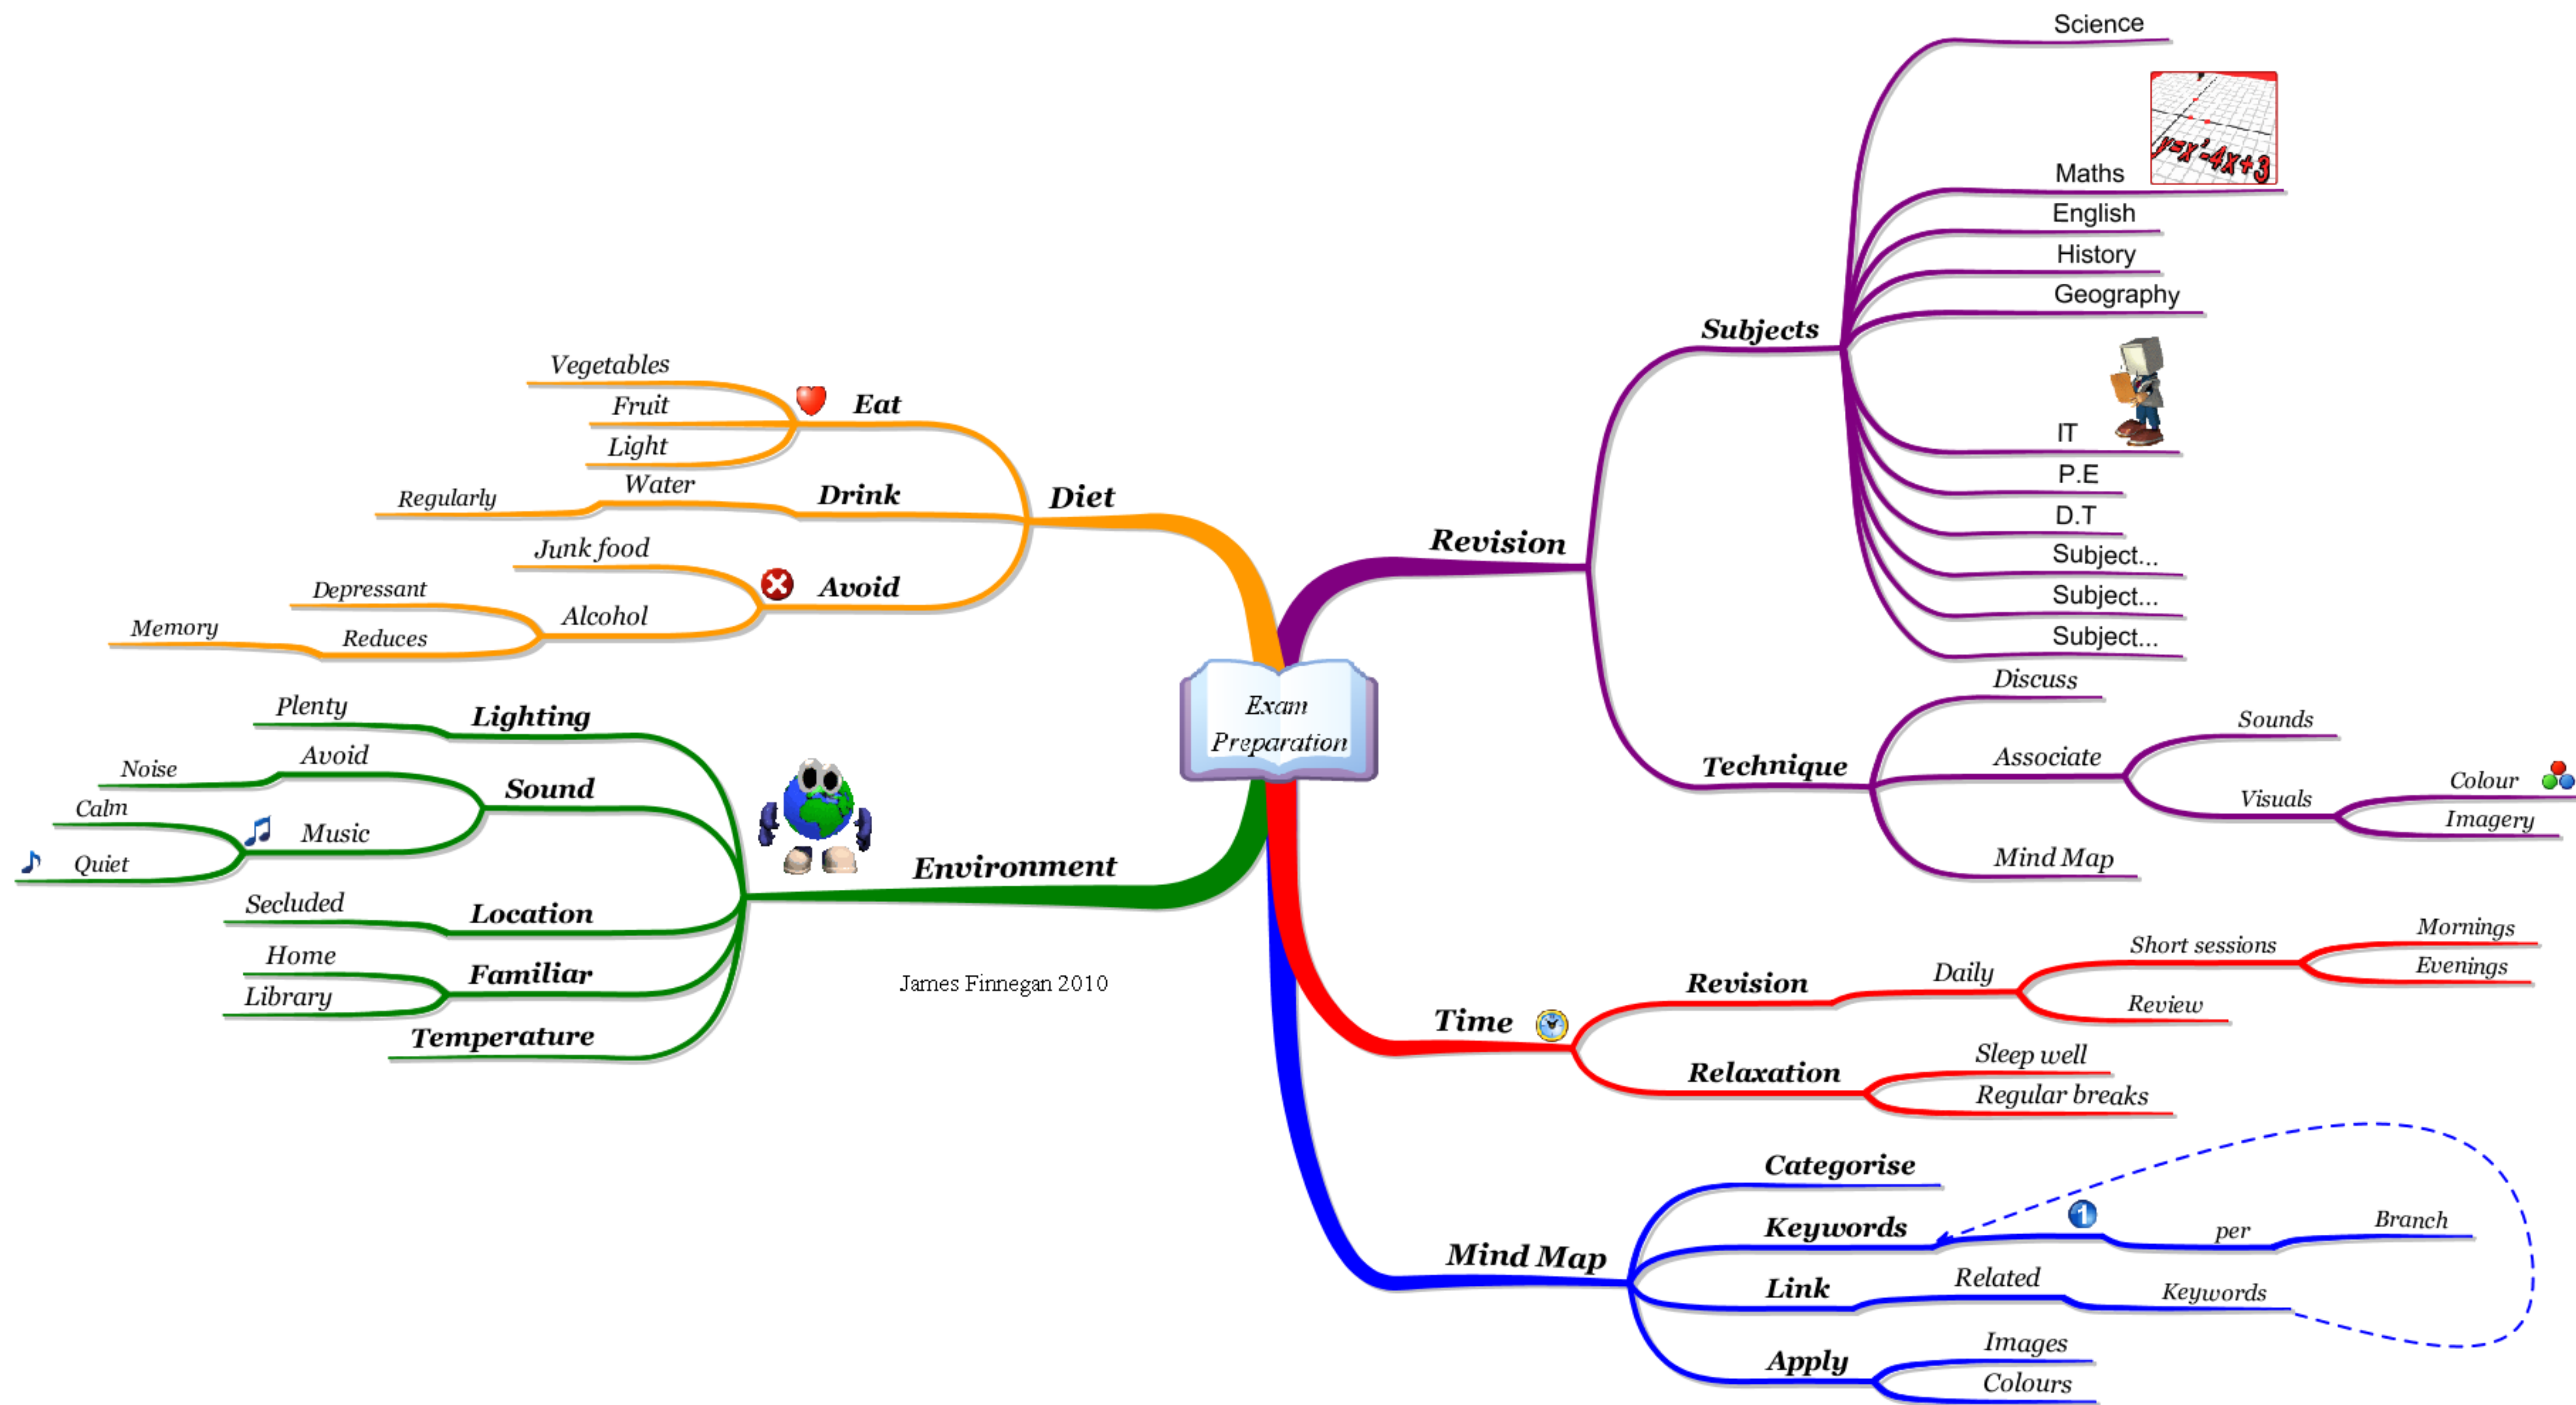 Exam
Preparation
Revision
Subjects
Science
Maths
y=x²-4x+3
English
History
Geography
IT
P.E
D.T
Subject...
Subject...
Subject...
Technique
Discuss
Associate
Sounds
Visuals
Colour
Imagery
Mind Map
Time
Revision
Daily
Short sessions
Mornings
Evenings
Review
Relaxation
Sleep well
Regular breaks
Mind Map
Categorise
Keywords
1
per
Branch
Link
Related
Keywords
Apply
Images
Colours
Environment
Lighting
Plenty
Sound
Avoid
Noise
Music
Calm
Quiet
Location
Secluded
Familiar
Home
Library
Temperature
Diet
Eat
Vegetables
Fruit
Light
Drink
Water
Regularly
Avoid
Junk food
Alcohol
Depressant
Reduces
Memory
James Finnegan 2010